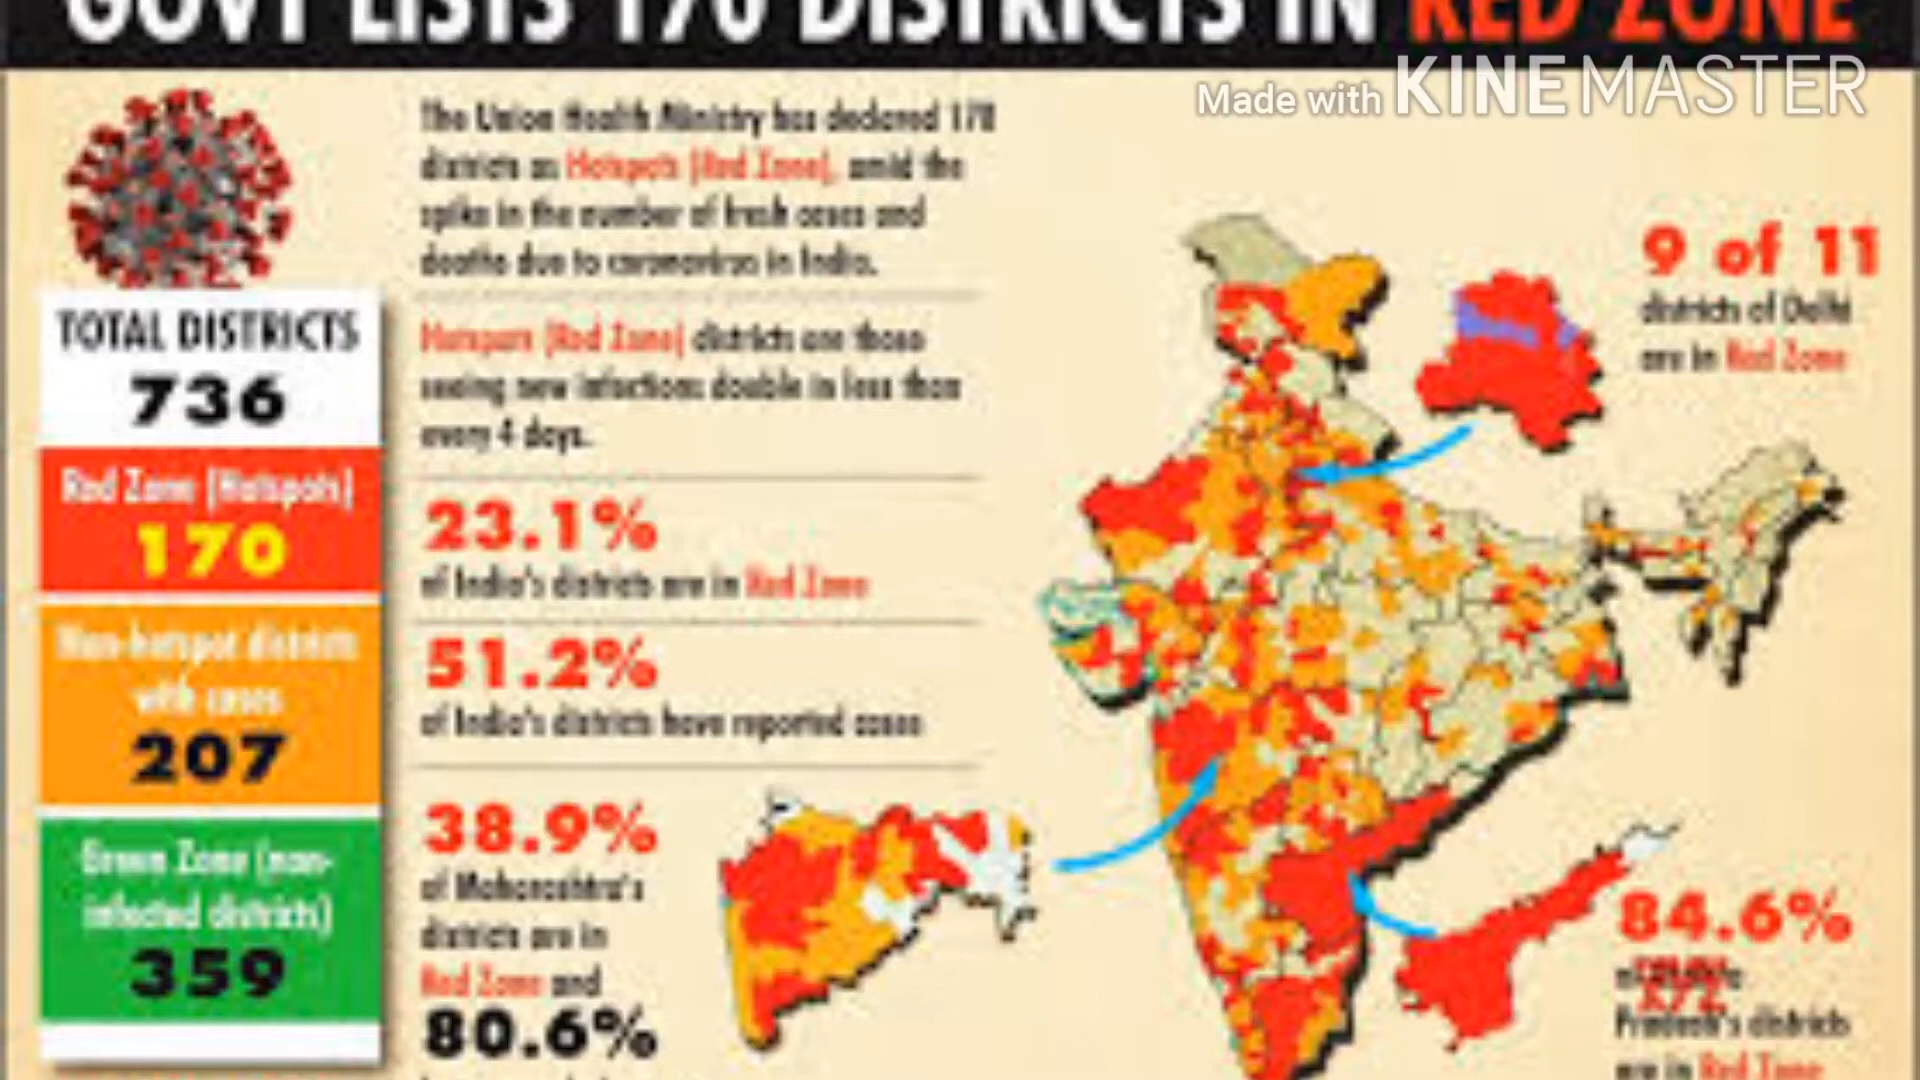 GOVT LISTS 170 DISTRICTS IN RED ZONE
Made with KINEMASTER
The Union Health Ministry has declared 170
districts as Hotspots (Red Zone), amid the
spike in the number of fresh cases and
deaths due to coronavirus in India.
Hotspots (Red Zone) districts are those
seeing new infections double in less than
every 4 days.
TOTAL DISTRICTS
736
Red Zone (Hotspots)
170
Non-hotspot districts
with cases
207
Green Zone (non-
infected districts)
359
23.1%
of India's districts are in Red Zone
51.2%
of India's districts have reported cases
38.9%
of Maharashtra's
districts are in
Red Zone and
80.6%
9 of 11
districts of Delhi
are in Red Zone
84.6%
Pradesh's districts
are in Red Zone